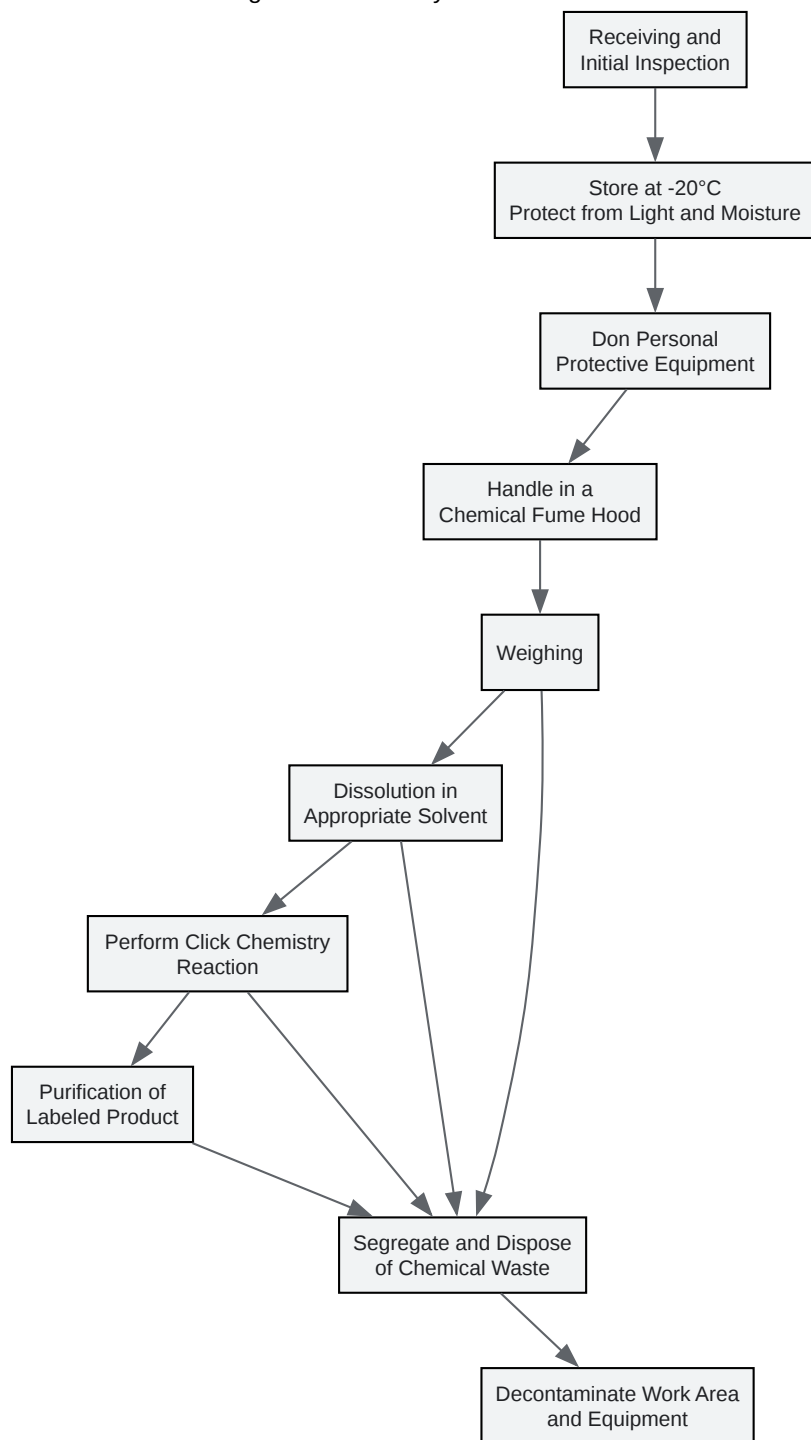 Receiving and
Initial Inspection
Store at -20°C
Protect from Light and Moisture
Don Personal
Protective Equipment
Handle in a
Chemical Fume Hood
Weighing
Dissolution in
Appropriate Solvent
Perform Click Chemistry
Reaction
Purification of
Labeled Product
Segregate and Dispose
of Chemical Waste
Decontaminate Work Area
and Equipment